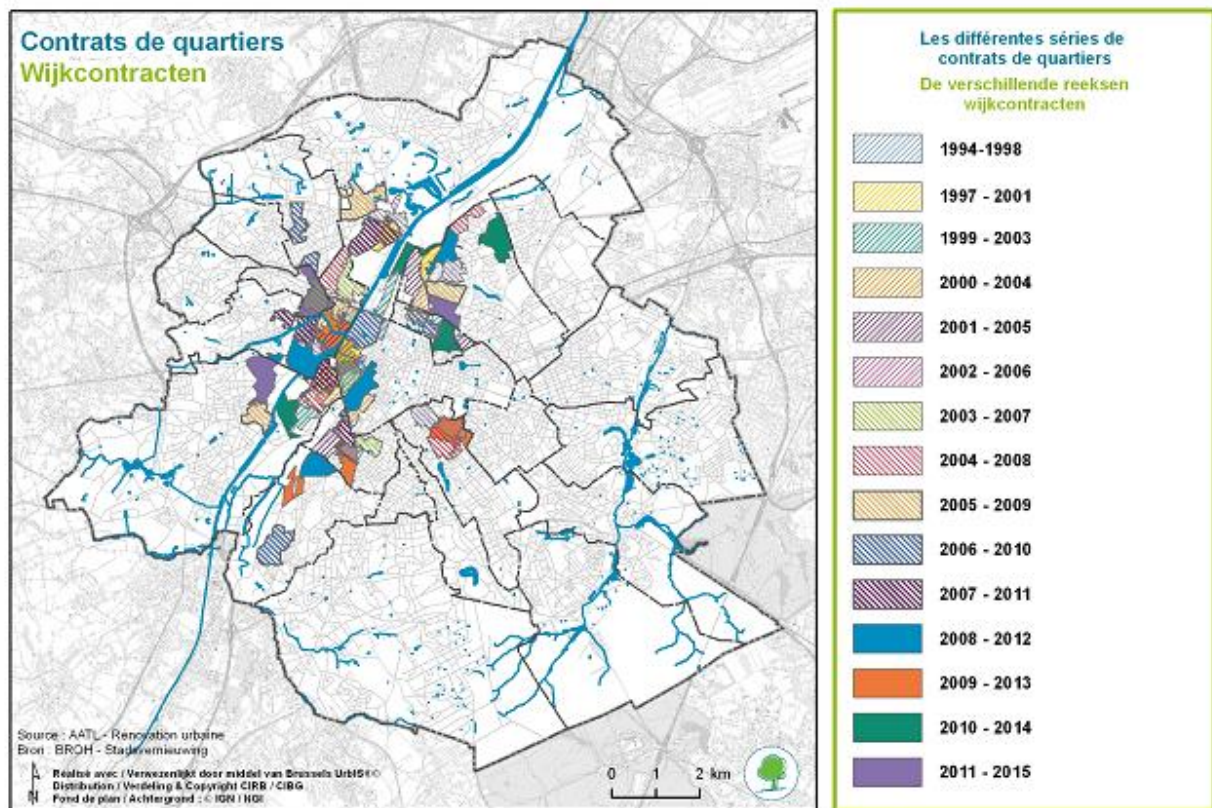 Contrats de quartiers
Wijkcontracten
Source : AATL - Rénovation urbaine
Bron : BROH - Stadsvernieuwing
Réalisé avec / Verwezenlijkt door middel van Brussels UrbIS®©
Distribution / Verdeling & Copyright CIRB / CIBG
Fond de plan / Achtergrond : © IGN / NGI
N
0 1 2 km
Les différentes séries de
contrats de quartiers
De verschillende reeksen
wijkcontracten
1994-1998
1997 - 2001
1999 - 2003
2000 - 2004
2001 - 2005
2002 - 2006
2003 - 2007
2004 - 2008
2005 - 2009
2006 - 2010
2007 - 2011
2008 - 2012
2009 - 2013
2010 - 2014
2011 - 2015